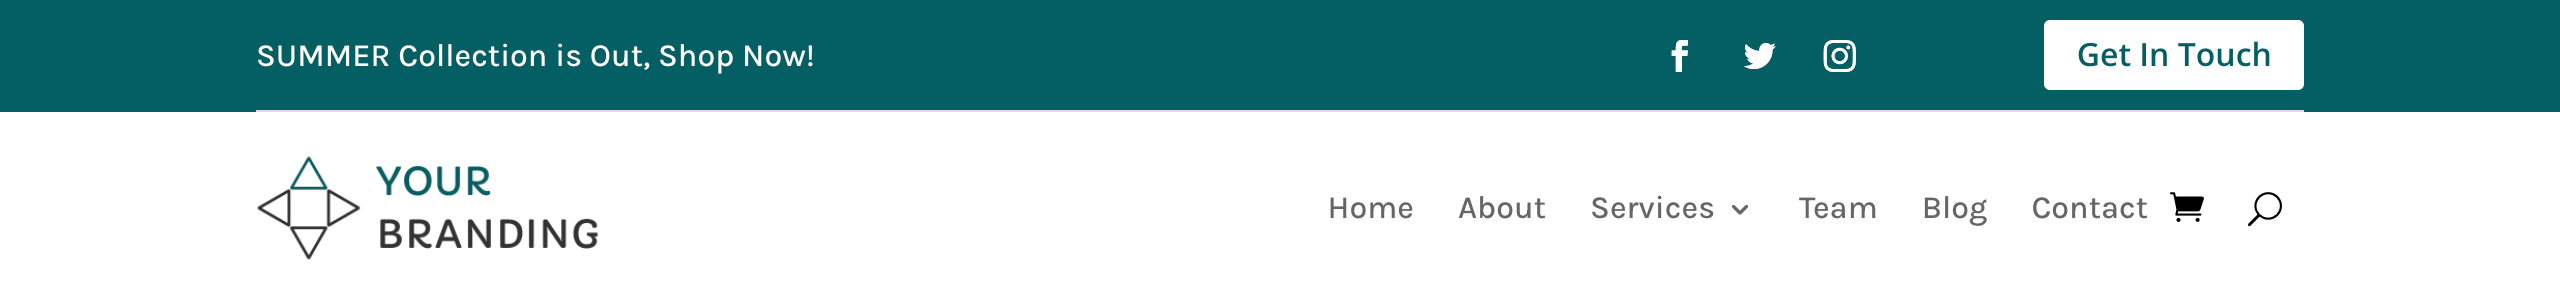 SUMMER Collection is Out, Shop Now!
Get In Touch
YOUR
BRANDING
Home About Services Team Blog Contact